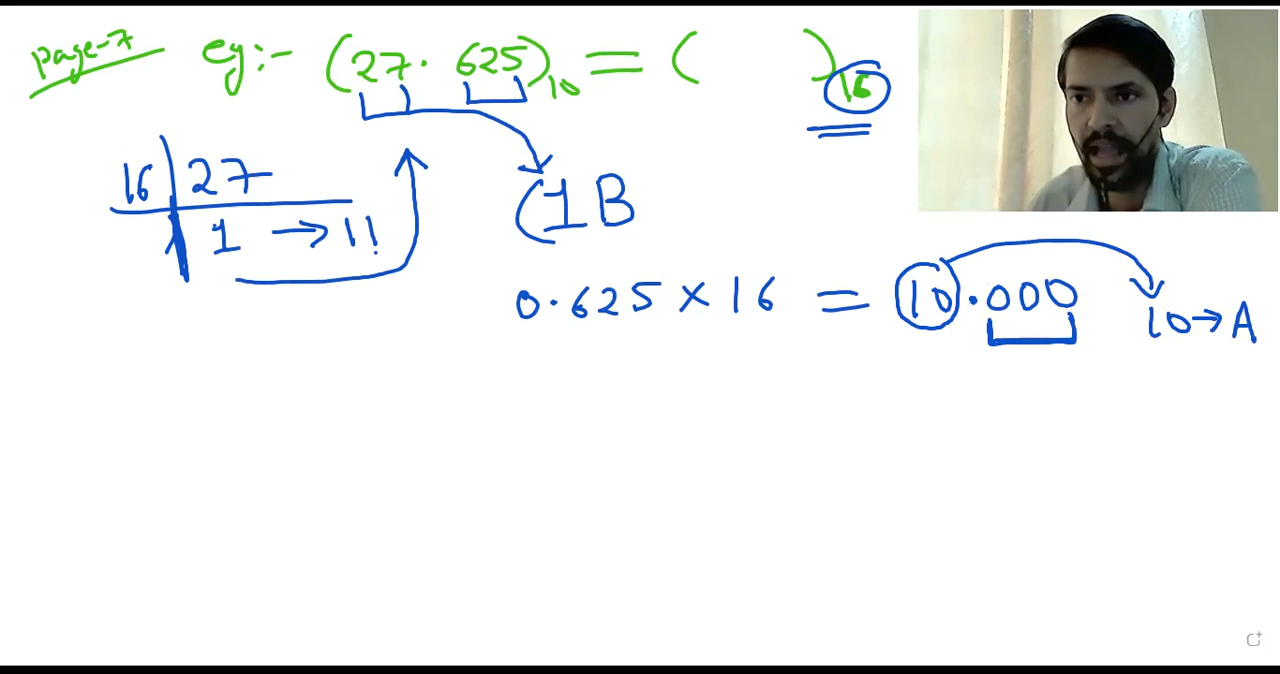 page-7 eg:- (27.625)10 = ( )16
16 27
1 → 11
(1B
0.625 × 16 = 10.000
10 → A